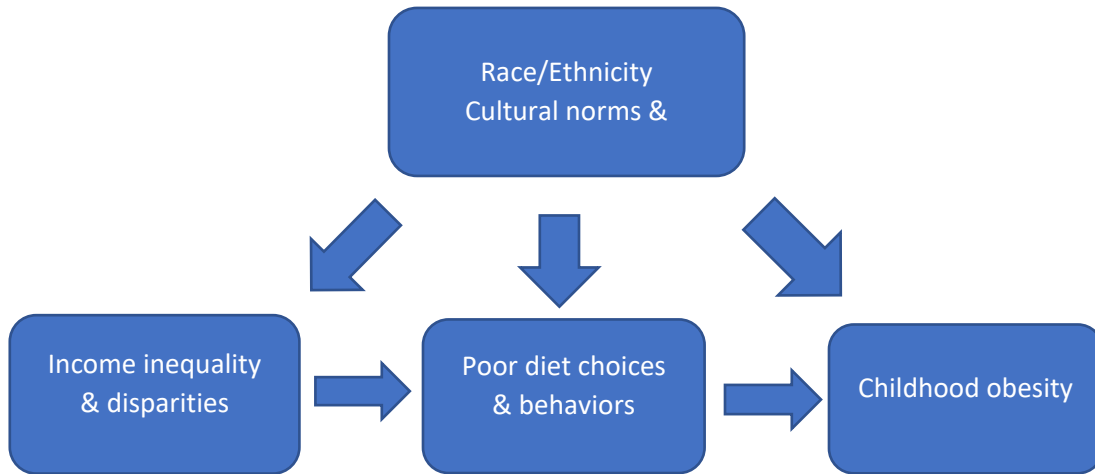 Race/Ethnicity
Cultural norms &
Income inequality
& disparities
Poor diet choices
& behaviors
Childhood obesity